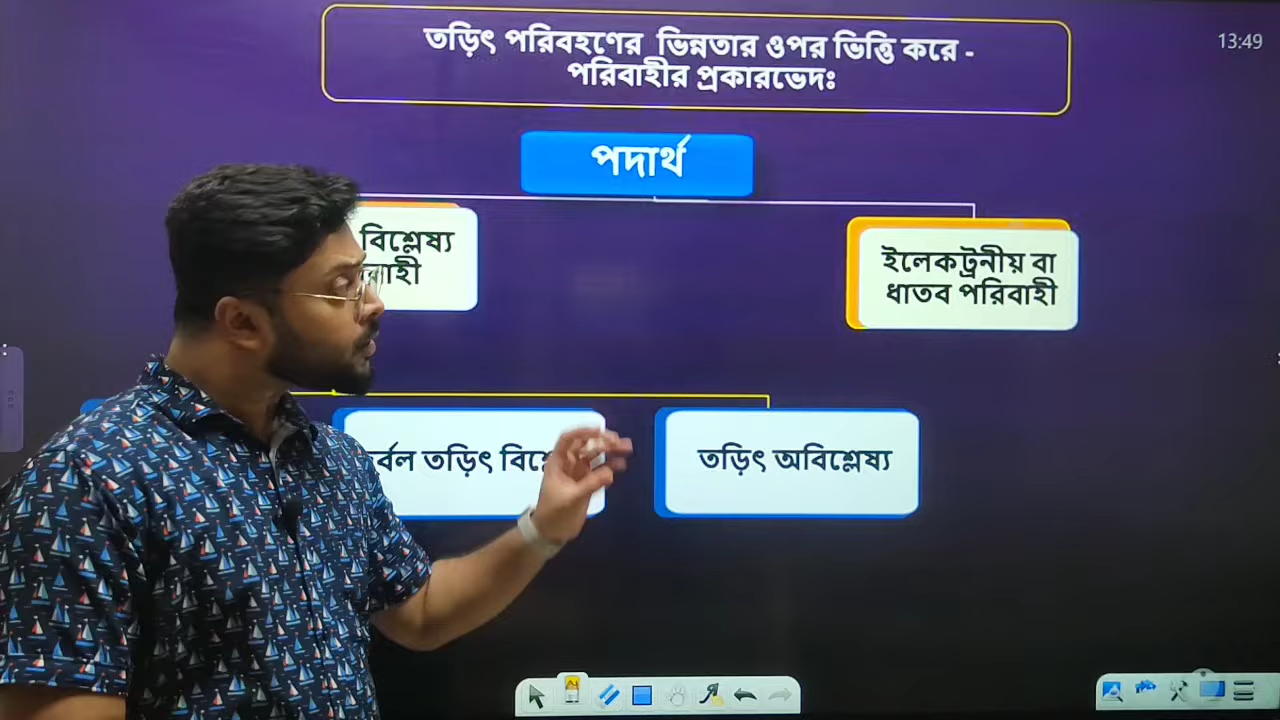 তড়িৎ পরিবহণের ভিন্নতার ওপর ভিত্তি করে -
পরিবাহীর প্রকারভেদঃ
13:49
পদার্থ
বিশ্লেষ্য
ইলেকট্রনীয় বা
ধাতব পরিবাহী
তড়িৎ
তড়িৎ অবিশ্লেষ্য